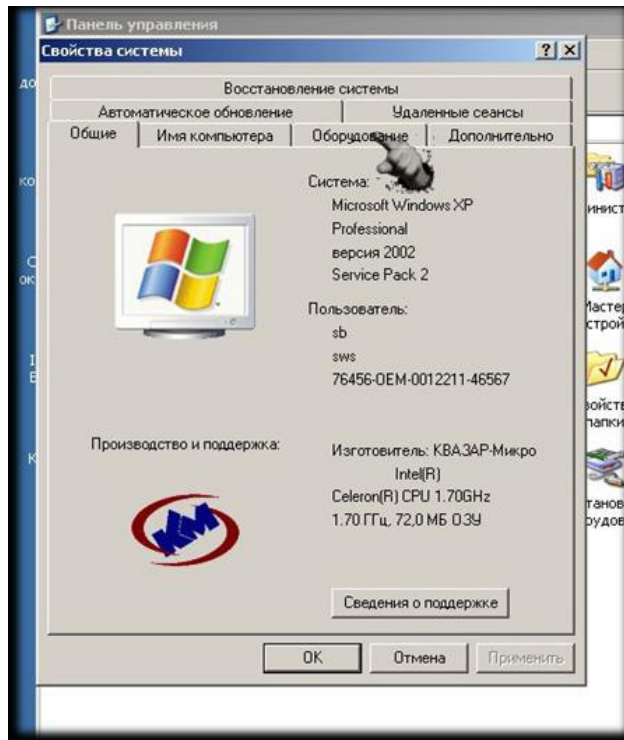 Панель управления
Свойства системы
Восстановление системы
Автоматическое обновление
Удаленные сеансы
Общие
Имя компьютера
Оборудование
Дополнительно
Система:
Microsoft Windows XP
Professional
версия 2002
Service Pack 2
Пользователь:
sb
sws
76456-OEM-0012211-46567
Производство и поддержка:
Изготовитель: КВАЗАР-Микро
Intel(R)
Celeron(R) CPU 1.70GHz
1.70 ГГц, 72,0 МБ ОЗУ
КМ
Сведения о поддержке
OK
Отмена
Применить